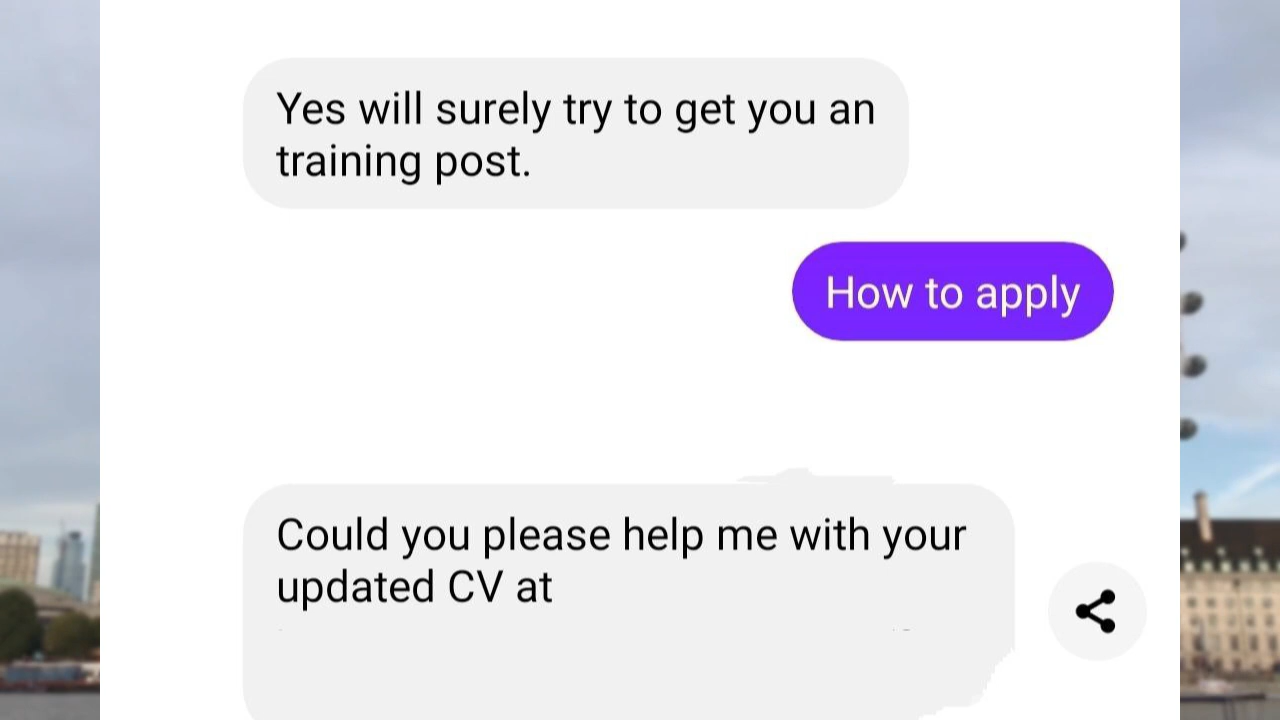 Yes will surely try to get you an
training post.
How to apply
Could you please help me with your
updated CV at